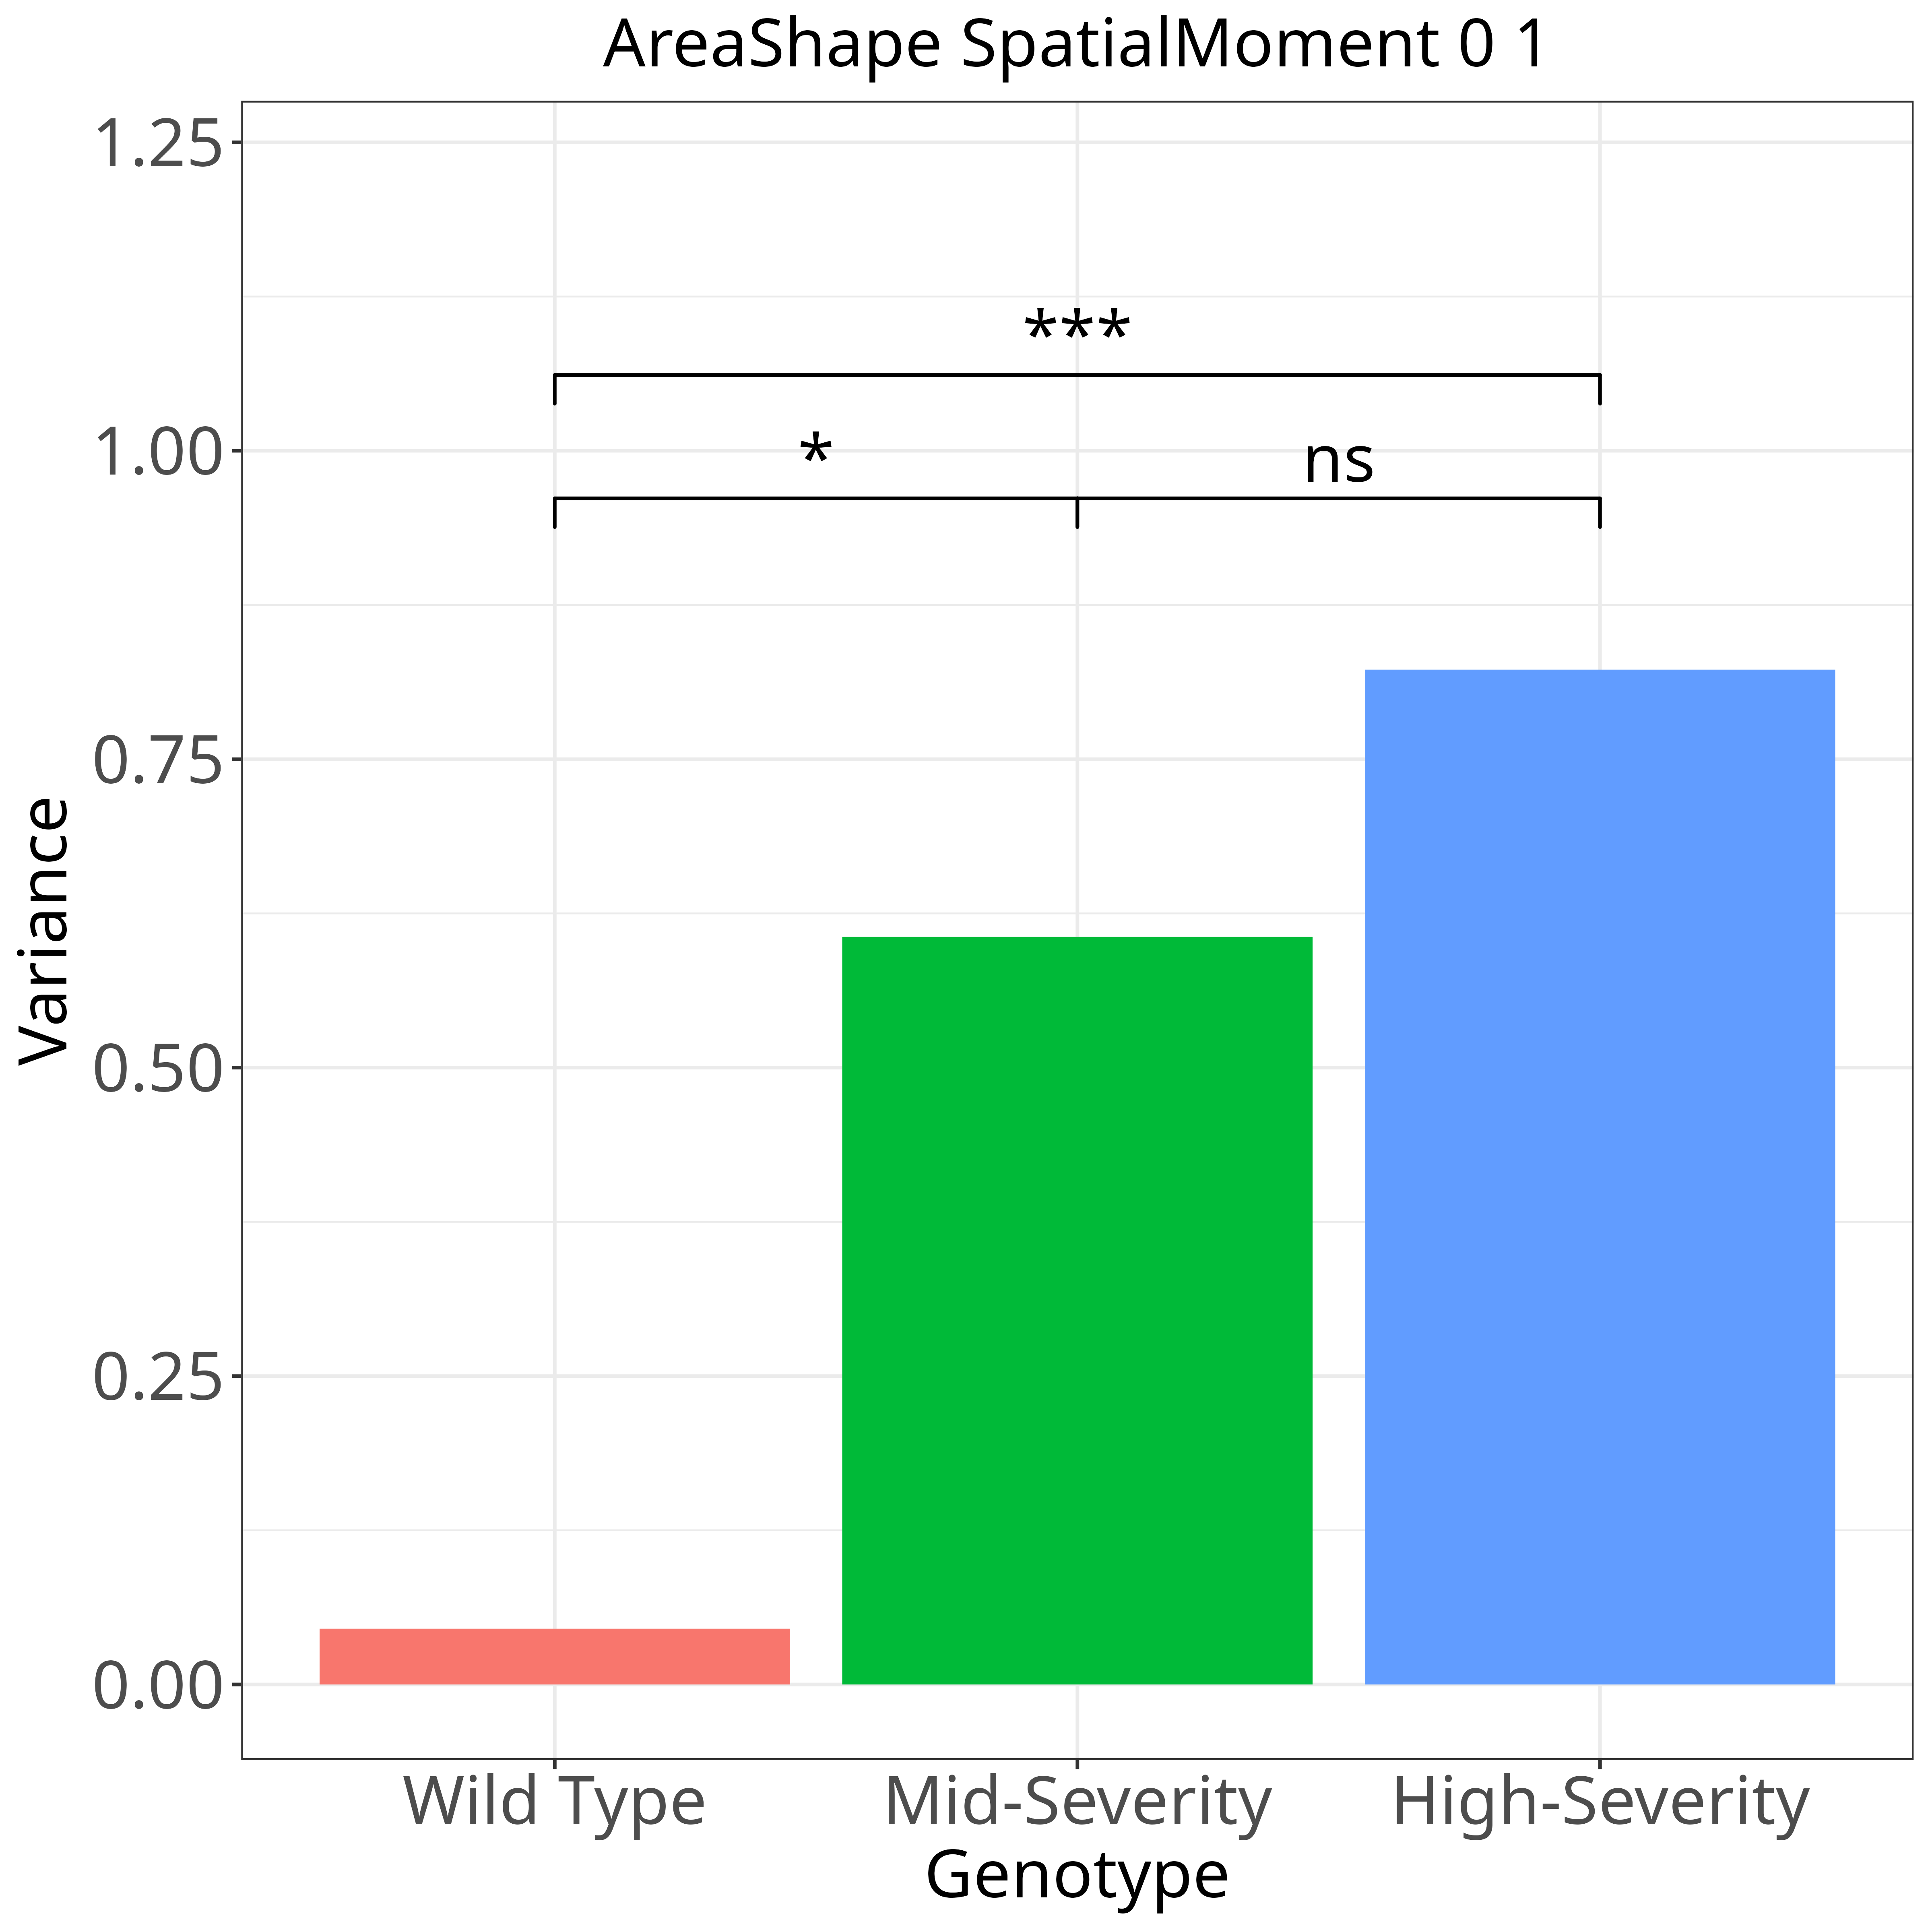 AreaShape SpatialMoment 0 1
1.25
***
1.00
*
ns
0.75
Variance
0.50
0.25
0.00
Wild Type
Mid-Severity
High-Severity
Genotype